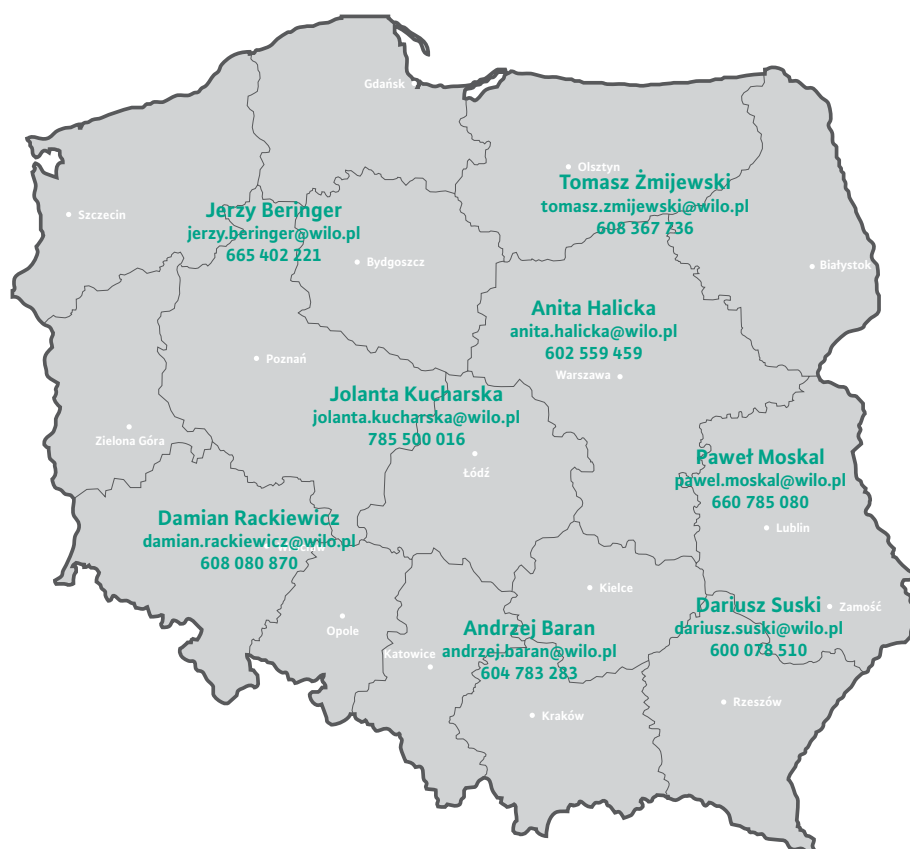 Gdańsk
Olsztyn
Tomasz Żmijewski
tomasz.zmijewski@wilo.pl
608 367 736
Szczecin
Jerzy Beringer
jerzy.beringer@wilo.pl
665 402 221
Bydgoszcz
Białystok
Anita Halicka
anita.halicka@wilo.pl
602 559 459
Warszawa
Poznań
Jolanta Kucharska
jolanta.kucharska@wilo.pl
785 500 016
Łódź
Zielona Góra
Paweł Moskal
pawel.moskal@wilo.pl
660 785 080
Lublin
Damian Rackiewicz
damian.rackiewicz@wilo.pl
608 080 870
Kielce
Zamość
Dariusz Suski
dariusz.suski@wilo.pl
600 078 510
Opole
Katowice
Andrzej Baran
andrzej.baran@wilo.pl
604 783 283
Kraków
Rzeszów